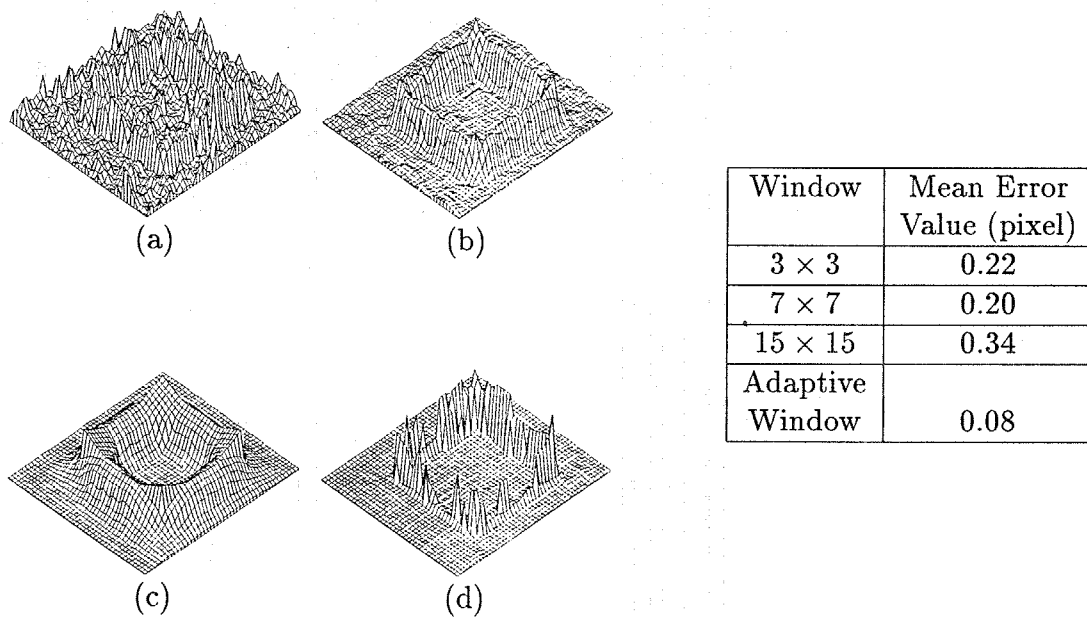 (a)
(b)
(c)
(d)
Window Mean Error
Value (pixel)
3 × 3 0.22
7 × 7 0.20
15 × 15 0.34
Adaptive
Window 0.08